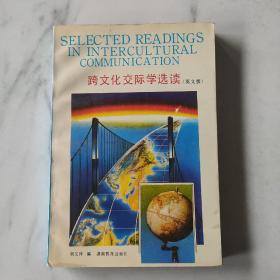 SELECTED READINGS
IN INTERCULTURAL
COMMUNICATION
跨文化交际学选读(英文版)
胡文仲 编 湖南教育出版社